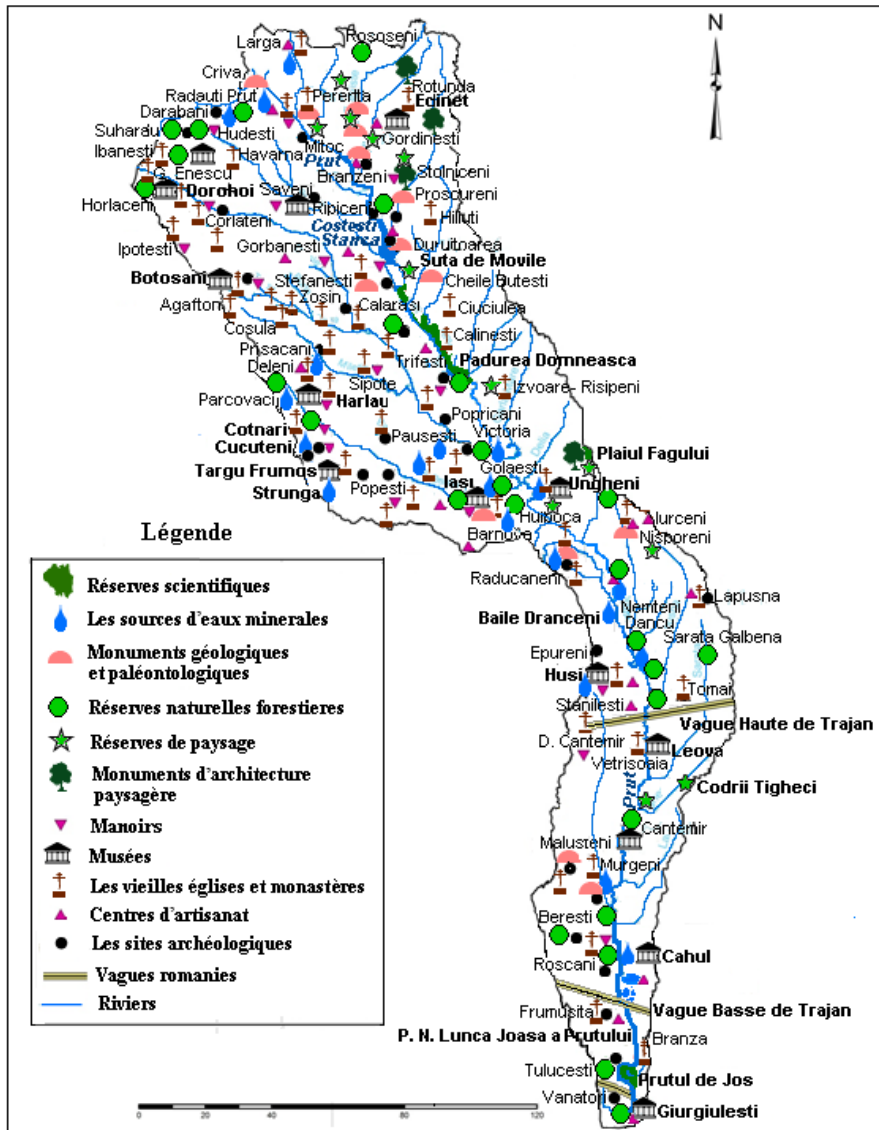 N
Larga
Rososeni
Criva
Rotunda
Radauti Prut
Pererita
Edinet
Darabani
Suharau
Hudesti
Mitoc
Gordinesti
Ibanesti
Havarna
Prut
G. Enescu
Branzeni
Stolniceni
Dorohoi
Saveni
Proscureni
Horlaceni
Ripiceni
Corlateni
Costesti
Hiliuti
Stanca
Duruitoarea
Ipotesti
Gorbanesti
Suta de Movile
Botosani
Stefanesti
Cheile Butesti
Zosin
Agafton
Calarasi
Ciuciulea
Cosula
Calinesti
Prisacani
Trifesti
Deleni
Padurea Domneasca
Sipote
Izvoare- Risipeni
Parcovaci
Harlau
Popricani
Cotnari
Victoria
Cucuteni
Pausesti
Plaiul Fagului
Targu Frumos
Golaesti
Iasi
Ungheni
Strunga
Popesti
Holboca
Iurceni
Barnova
Nisporeni
Raducaneni
Nemteni
Lapusna
Baile Dranceni
Dancu
Sarata Galbena
Epureni
Husi
Tomai
Stanilesti
Vague Haute de Trajan
D. Cantemir
Leova
Vetrisoaia
Prut
Codrii Tigheci
Cantemir
Malusteni
Murgeni
Beresti
Cahul
Roscani
Frumusita
Vague Basse de Trajan
P. N. Lunca Joasa a Prutului
Branza
Tulucesti
Prutul de Jos
Vanatori
Giurgiulesti
Légende
Réserves scientifiques
Les sources d'eaux minerales
Monuments géologiques
et paléontologiques
Réserves naturelles forestieres
Réserves de paysage
Monuments d'architecture
paysagère
Manoirs
Musées
Les vieilles églises et monastères
Centres d'artisanat
Les sites archéologiques
Vagues romanies
Riviers
0 20 40 60 80 120